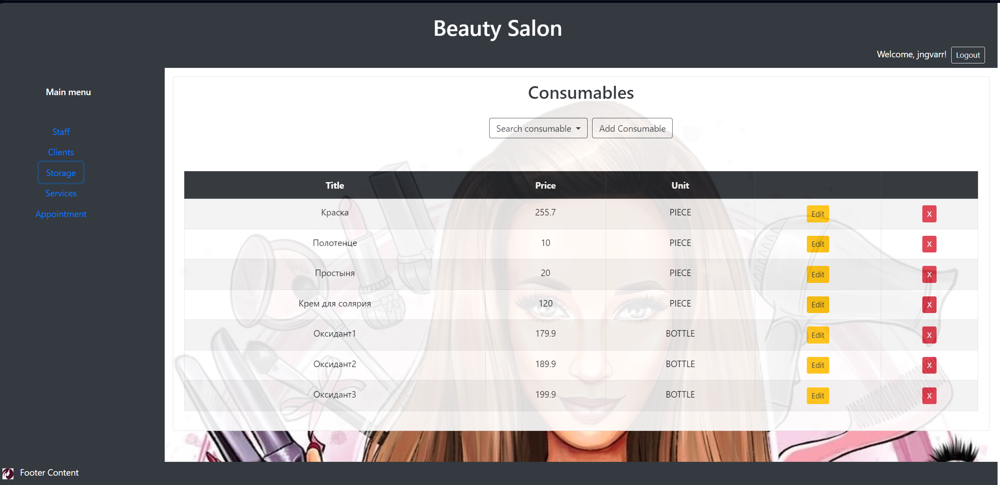 Beauty Salon
Welcome, jngvarr! Logout
Main menu
Staff
Clients
Storage
Services
Appointment
Consumables
Search consumable Add Consumable
Title Price Unit
Краска 255.7 PIECE Edit X
Полотенце 10 PIECE Edit X
Простыня 20 PIECE Edit X
Крем для солярия 120 PIECE Edit X
Оксидант1 179.9 BOTTLE Edit X
Оксидант2 189.9 BOTTLE Edit X
Оксидант3 199.9 BOTTLE Edit X
Footer Content